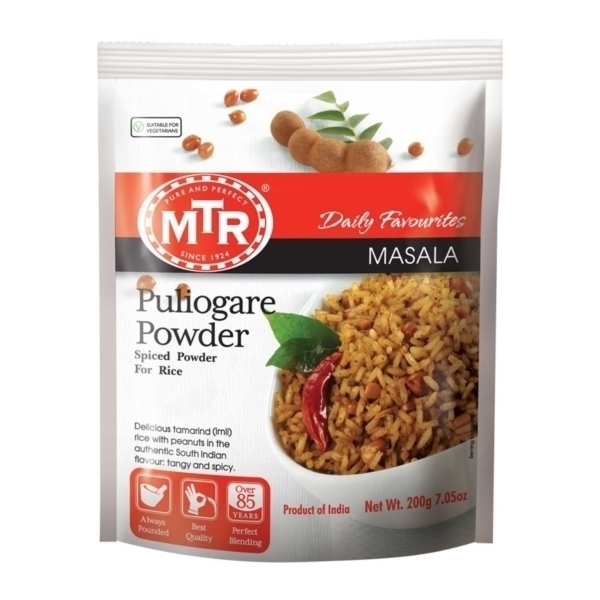 SUITABLE FOR
VEGETARIANS
PURE AND PERFECT
MTR
®
SINCE 1924
Daily Favourites
MASALA
Puliogare
Powder
Spiced Powder
For Rice
Delicious tamarind (imli)
rice with peanuts in the
authentic South Indian
flavour: tangy and spicy.
Always
Pounded
Best
Quality
Over
85
YEARS
Perfect
Blending
Product of India
Net Wt. 200g 7.05oz